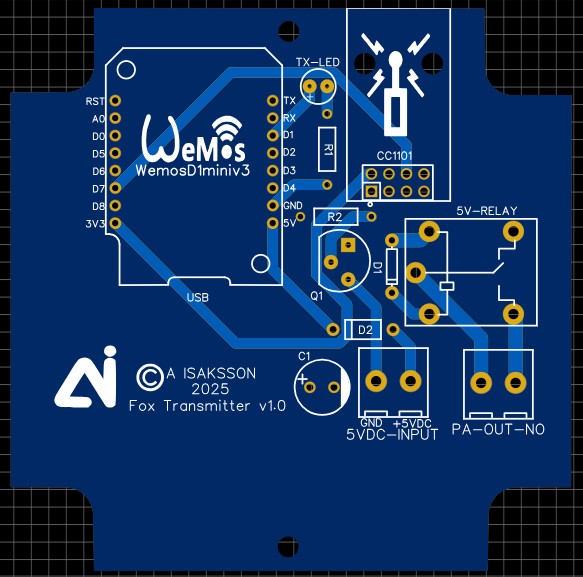 TX-LED
+
RST
A0
D0
D5
D6
D7
D8
3V3
TX
RX
D1
D2
D3
D4
GND
5V
WeMos
WemosD1miniv3
USB
R1
CC1101
R2
5V-RELAY
Q1
D1
D2
C1
+
© A ISAKSSON
2025
Fox Transmitter v1.0
Ai
GND +5VDC
5VDC-INPUT
PA-OUT-NO